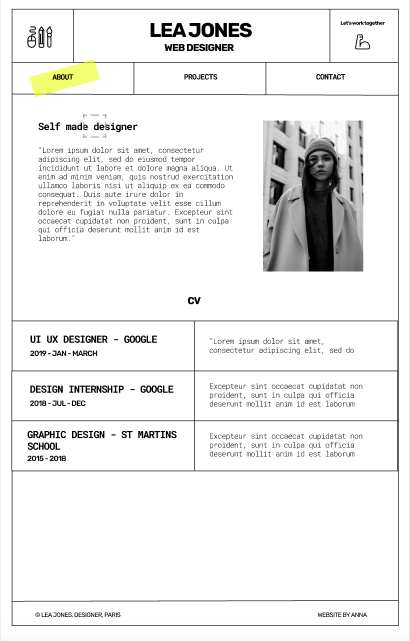 LEA JONES
WEB DESIGNER
Let's work together
ABOUT
PROJECTS
CONTACT
Self made designer
"Lorem ipsum dolor sit amet, consectetur
adipiscing elit, sed do eiusmod tempor
incididunt ut labore et dolore magna aliqua. Ut
enim ad minim veniam, quis nostrud exercitation
ullamco laboris nisi ut aliquip ex ea commodo
consequat. Duis aute irure dolor in
reprehenderit in voluptate velit esse cillum
dolore eu fugiat nulla pariatur. Excepteur sint
occaecat cupidatat non proident, sunt in culpa
qui officia deserunt mollit anim id est
laborum."
CV
UI UX DESIGNER - GOOGLE
2019 - JAN - MARCH
"Lorem ipsum dolor sit amet,
consectetur adipiscing elit, sed do
DESIGN INTERNSHIP - GOOGLE
2018 - JUL - DEC
Excepteur sint occaecat cupidatat non
proident, sunt in culpa qui officia
deserunt mollit anim id est laborum
GRAPHIC DESIGN - ST MARTINS
SCHOOL
2015 - 2018
Excepteur sint occaecat cupidatat non
proident, sunt in culpa qui officia
deserunt mollit anim id est laborum
© LEA JONES, DESIGNER, PARIS
WEBSITE BY ANNA